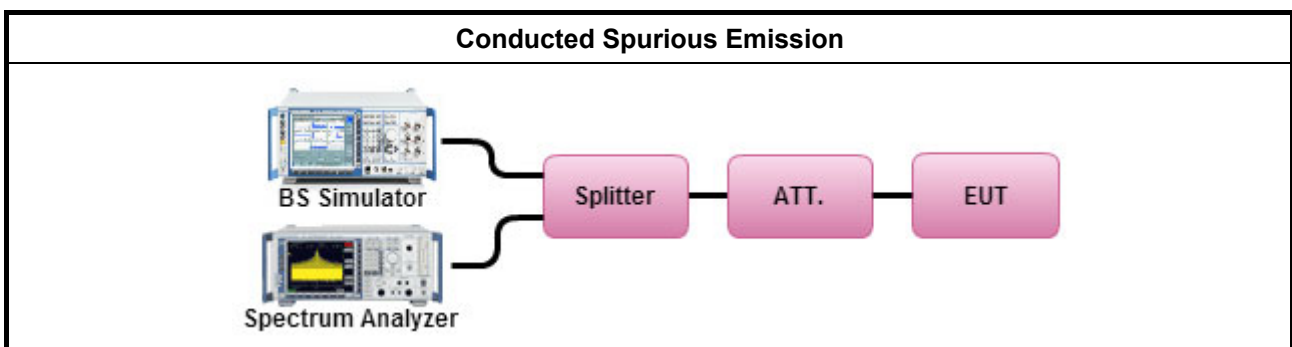 Conducted Spurious Emission
BS Simulator
Splitter
ATT.
EUT
Spectrum Analyzer